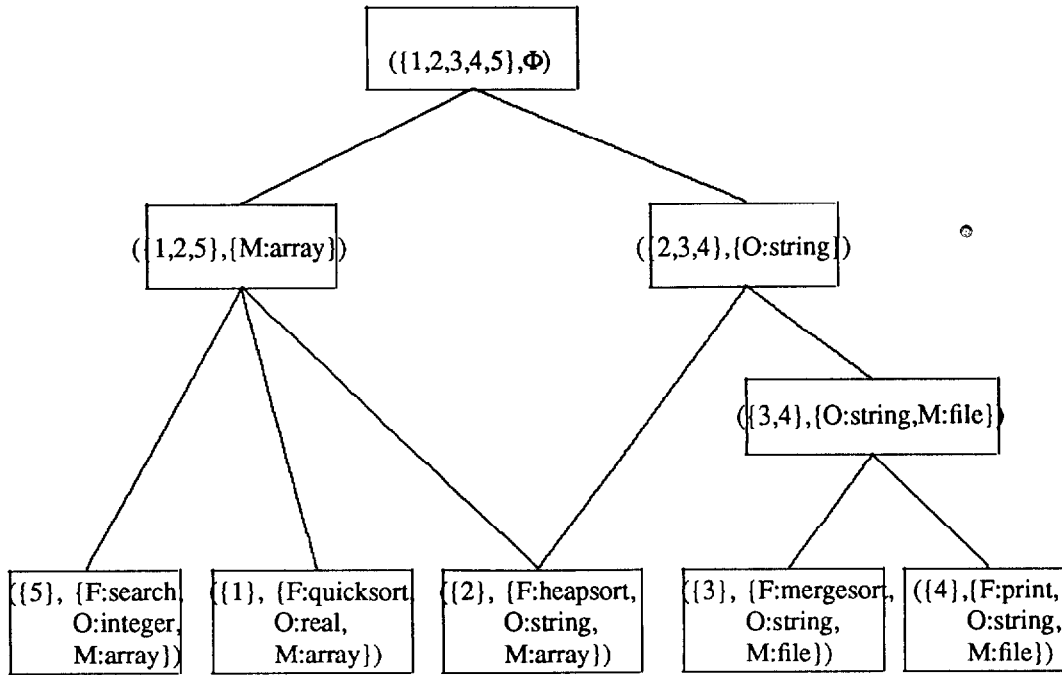 ({1,2,3,4,5},Φ)
({1,2,5},{M:array})
({2,3,4},{O:string})
({3,4},{O:string,M:file})
({5}, {F:search,
O:integer,
M:array})
({1}, {F:quicksort,
O:real,
M:array})
({2}, {F:heapsort,
O:string,
M:array})
({3}, {F:mergesort,
O:string,
M:file})
({4},{F:print,
O:string,
M:file})